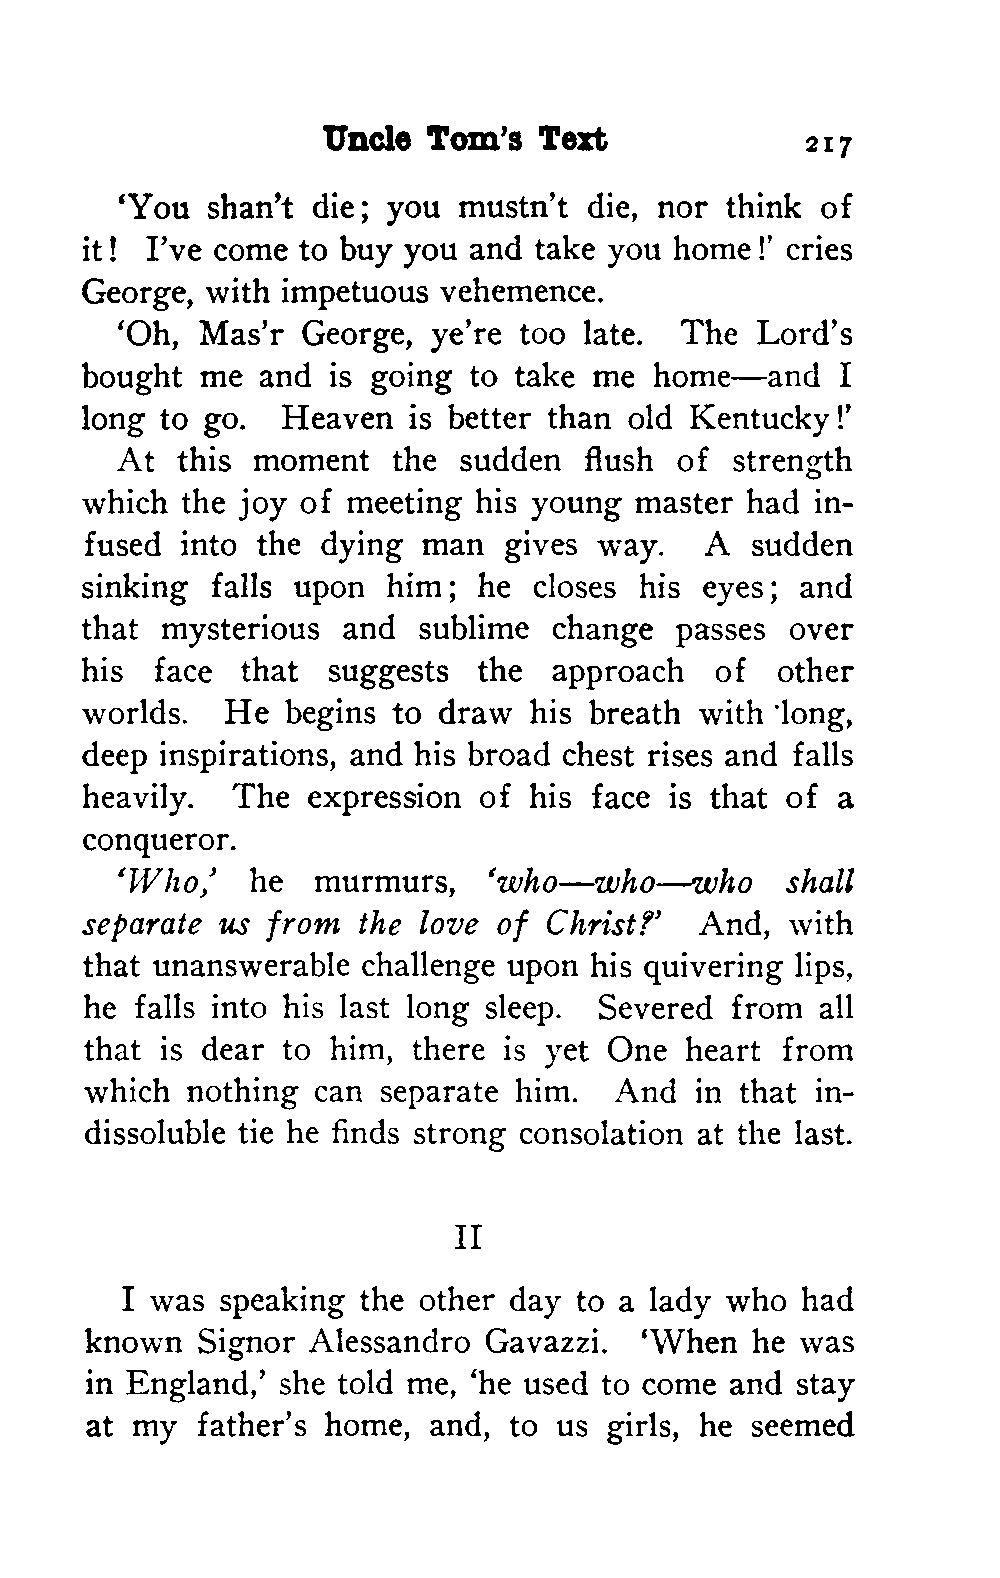 Uncle Tom's Text 217
'You shan't die; you mustn't die, nor think of
it! I've come to buy you and take you home!' cries
George, with impetuous vehemence.
'Oh, Mas'r George, ye're too late. The Lord's
bought me and is going to take me home—and I
long to go. Heaven is better than old Kentucky!'
At this moment the sudden flush of strength
which the joy of meeting his young master had in-
fused into the dying man gives way. A sudden
sinking falls upon him; he closes his eyes; and
that mysterious and sublime change passes over
his face that suggests the approach of other
worlds. He begins to draw his breath with long,
deep inspirations, and his broad chest rises and falls
heavily. The expression of his face is that of a
conqueror.
'Who,' he murmurs, 'who—who—who shall
separate us from the love of Christ?' And, with
that unanswerable challenge upon his quivering lips,
he falls into his last long sleep. Severed from all
that is dear to him, there is yet One heart from
which nothing can separate him. And in that in-
dissoluble tie he finds strong consolation at the last.
II
I was speaking the other day to a lady who had
known Signor Alessandro Gavazzi. 'When he was
in England,' she told me, 'he used to come and stay
at my father's home, and, to us girls, he seemed